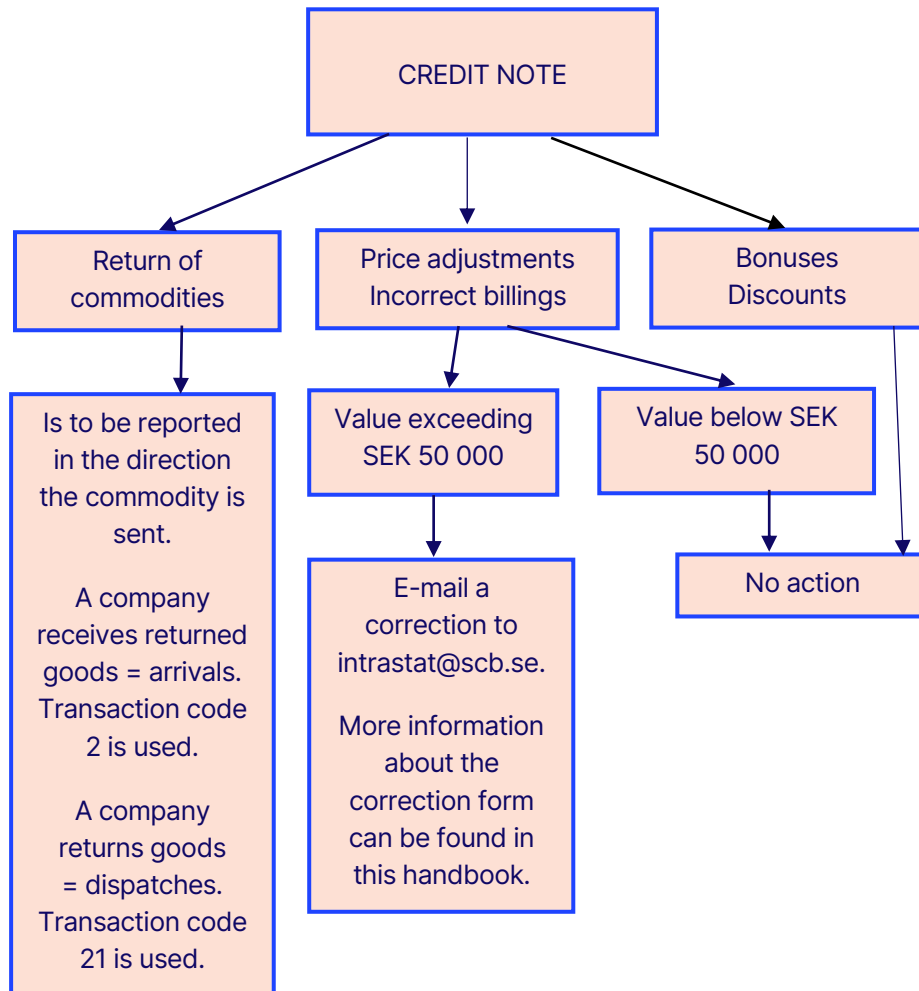 CREDIT NOTE
Return of
commodities
Price adjustments
Incorrect billings
Bonuses
Discounts
Is to be reported
in the direction
the commodity is
sent.
A company
receives returned
goods = arrivals.
Transaction code
2 is used.
A company
returns goods
= dispatches.
Transaction code
21 is used.
Value exceeding
SEK 50 000
Value below SEK
50 000
E-mail a
correction to
intrastat@scb.se.
More information
about the
correction form
can be found in
this handbook.
No action